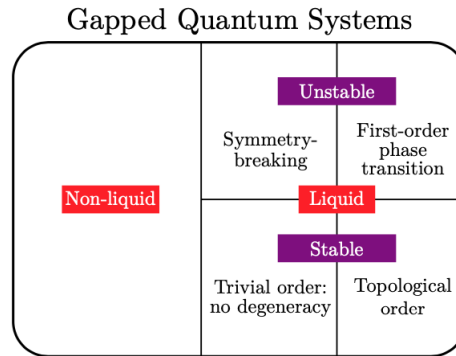 Gapped Quantum Systems
Unstable
Symmetry-
breaking
First-order
phase
transition
Non-liquid
Liquid
Stable
Trivial order:
no degeneracy
Topological
order